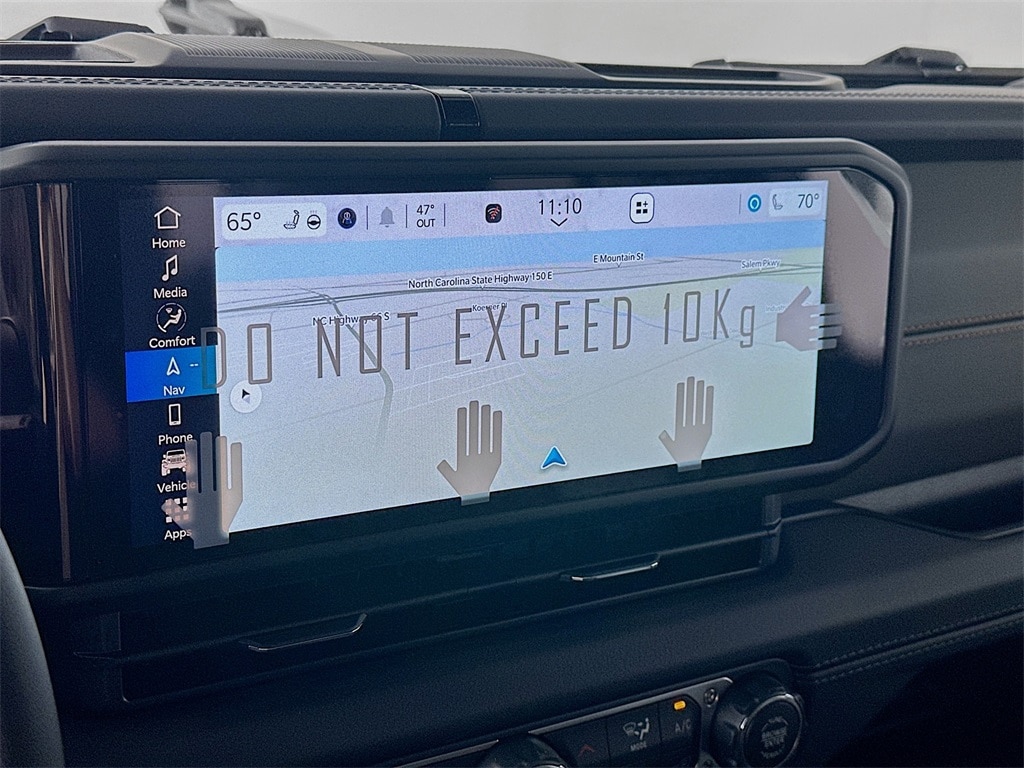 65°
47°
OUT
11:10
70°
Home
Media
Comfort
Nav
--
Phone
Vehicle
Apps
E Mountain St
Salem Pkwy
North Carolina State Highway 150 E
NC Highway 66 S
DO NOT EXCEED 10Kg
MODE
A/C